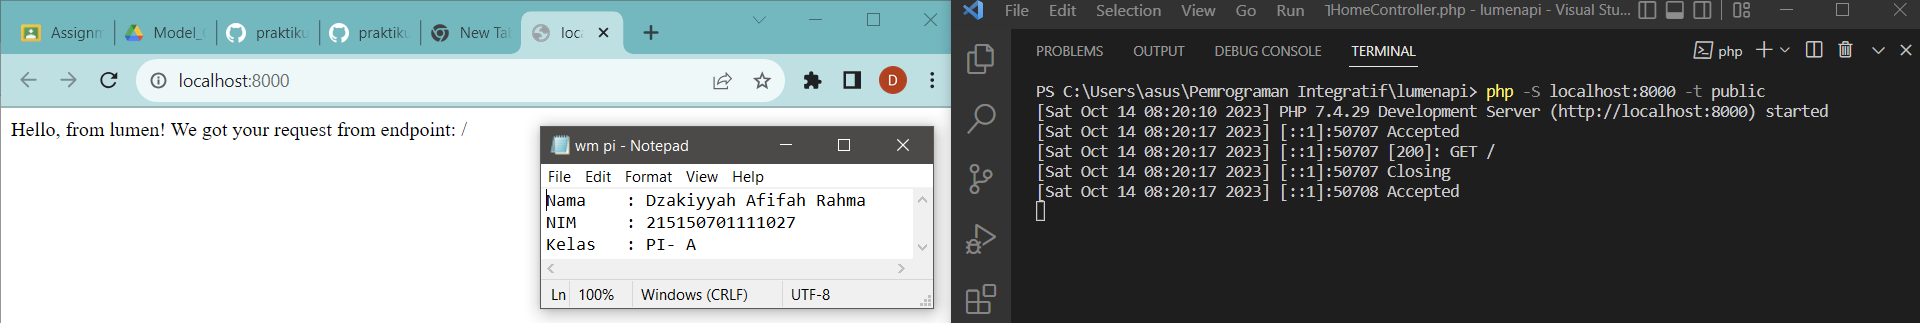 Assignm
Model_
praktiku
praktiku
New Tab
loca
localhost:8000
D
Hello, from lumen! We got your request from endpoint: /
wm pi - Notepad
File Edit Format View Help
Nama : Dzakiyyah Afifah Rahma
NIM : 215150701111027
Kelas : PI- A
Ln 100% Windows (CRLF) UTF-8
File Edit Selection View Go Run
HomeController.php - lumenapi - Visual Stu...
PROBLEMS OUTPUT DEBUG CONSOLE TERMINAL
php
PS C:\Users\asus\Pemrograman Integratif\lumenapi> php -S localhost:8000 -t public
[Sat Oct 14 08:20:10 2023] PHP 7.4.29 Development Server (http://localhost:8000) started
[Sat Oct 14 08:20:17 2023] [::1]:50707 Accepted
[Sat Oct 14 08:20:17 2023] [::1]:50707 [200]: GET /
[Sat Oct 14 08:20:17 2023] [::1]:50707 Closing
[Sat Oct 14 08:20:17 2023] [::1]:50708 Accepted